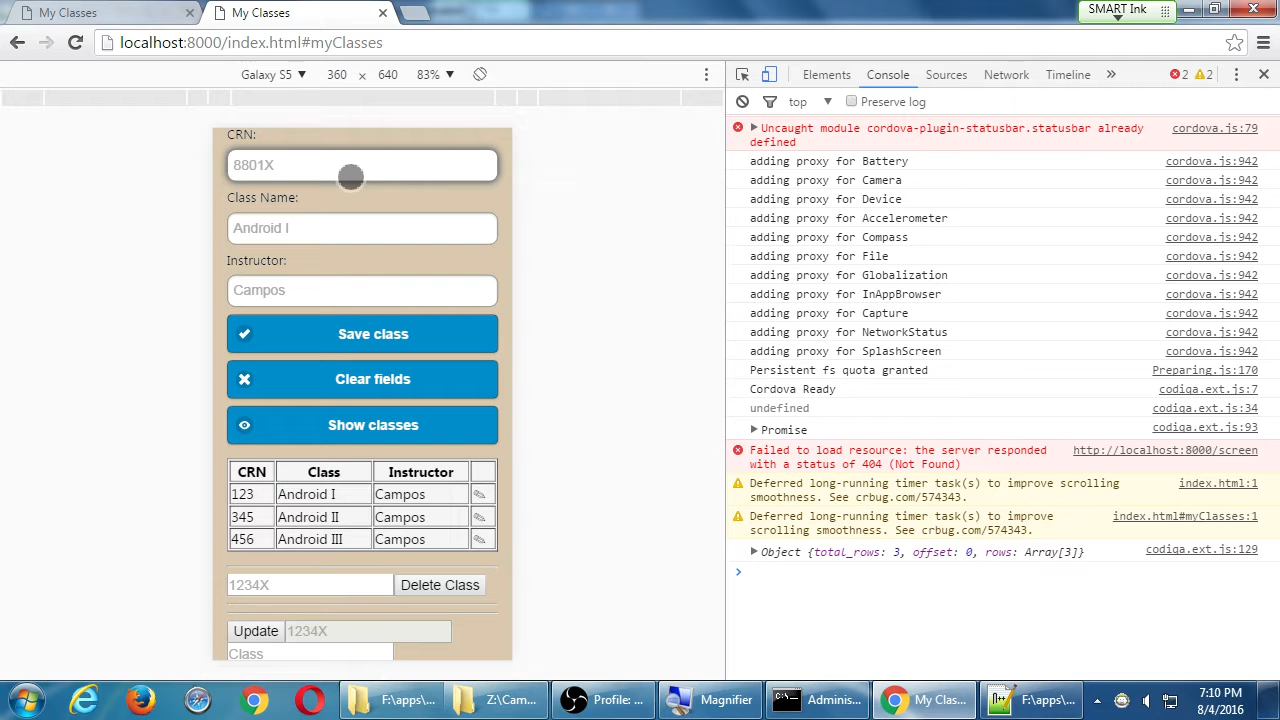 My Classes
My Classes
SMART Ink
localhost:8000/index.html#myClasses
Galaxy S5 ▼ 360 × 640 83% ▼
Elements Console Sources Network Timeline » 2 2
top ▼ Preserve log
CRN:
8801X
Class Name:
Android I
Instructor:
Campos
Save class
Clear fields
Show classes
CRN Class Instructor
123 Android I Campos ✎
345 Android II Campos ✎
456 Android III Campos ✎
1234X Delete Class
Update 1234X
Class
Uncaught module cordova-plugin-statusbar.statusbar already cordova.js:79
defined
adding proxy for Battery cordova.js:942
adding proxy for Camera cordova.js:942
adding proxy for Device cordova.js:942
adding proxy for Accelerometer cordova.js:942
adding proxy for Compass cordova.js:942
adding proxy for File cordova.js:942
adding proxy for Globalization cordova.js:942
adding proxy for InAppBrowser cordova.js:942
adding proxy for Capture cordova.js:942
adding proxy for NetworkStatus cordova.js:942
adding proxy for SplashScreen cordova.js:942
Persistent fs quota granted Preparing.js:170
Cordova Ready codiqa.ext.js:7
undefined codiqa.ext.js:34
Promise codiqa.ext.js:93
Failed to load resource: the server responded http://localhost:8000/screen
with a status of 404 (Not Found)
Deferred long-running timer task(s) to improve scrolling index.html:1
smoothness. See crbug.com/574343.
Deferred long-running timer task(s) to improve index.html#myClasses:1
scrolling smoothness. See crbug.com/574343.
Object {total_rows: 3, offset: 0, rows: Array[3]} codiqa.ext.js:129
F:\apps\... Z:\Cam... Profile: ... Magnifier Adminis... My Clas... F:\apps\...
7:10 PM
8/4/2016